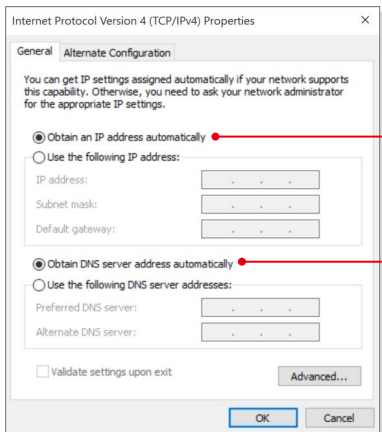 Internet Protocol Version 4 (TCP/IPv4) Properties
General Alternate Configuration
You can get IP settings assigned automatically if your network supports
this capability. Otherwise, you need to ask your network administrator
for the appropriate IP settings.
Obtain an IP address automatically
Use the following IP address:
IP address:
Subnet mask:
Default gateway:
Obtain DNS server address automatically
Use the following DNS server addresses:
Preferred DNS server:
Alternate DNS server:
Validate settings upon exit
Advanced...
OK Cancel